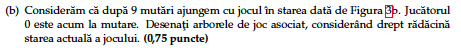 (b) Considerăm că după 9 mutări ajungem cu jocul în starea dată de Figura 3b. Jucătorul
0 este acum la mutare. Desenați arborele de joc asociat, considerând drept rădăcină
starea actuală a jocului. (0,75 puncte)